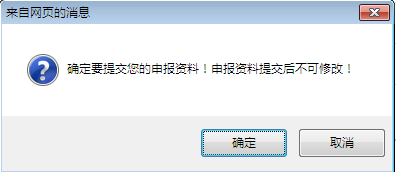 来自网页的消息
确定要提交您的申报资料！申报资料提交后不可修改！
确定
取消